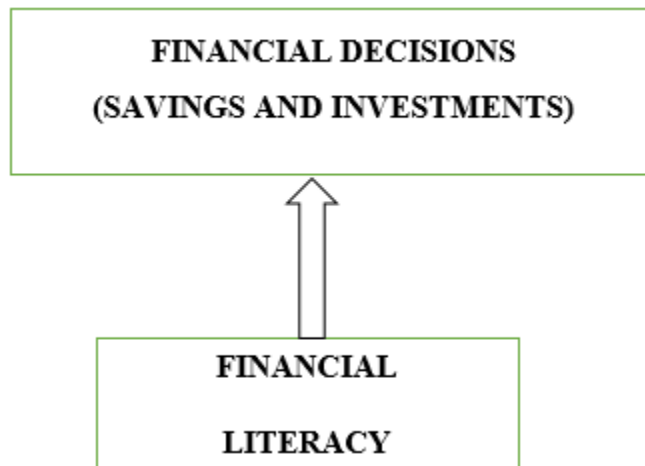 FINANCIAL DECISIONS
(SAVINGS AND INVESTMENTS)
FINANCIAL
LITERACY